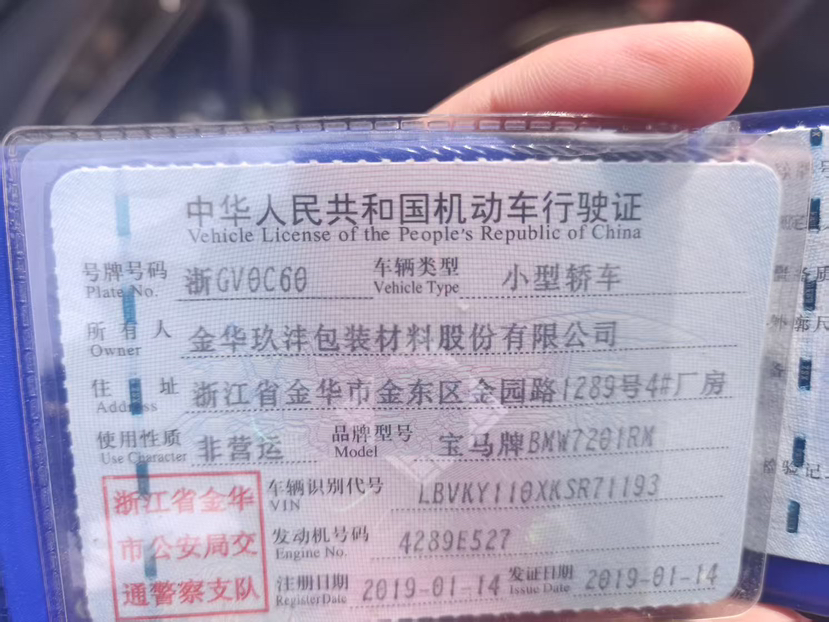 中华人民共和国机动车行驶证
Vehicle License of the People's Republic of China
号牌号码 浙GV0C60 车辆类型 小型轿车
Plate No. Vehicle Type
所有人 金华玖沣包装材料股份有限公司
Owner
住址 浙江省金华市金东区金园路1289号4#厂房
Address
使用性质 非营运 品牌型号 宝马牌BMW7201RM
Use Character Model
浙江省金华
市公安局交
通警察支队
车辆识别代号 LBVKY110XKSR71193
VIN
发动机号码 4289E527
Engine No.
注册日期 2019-01-14 发证日期 2019-01-14
Register Date Issue Date
外廓尺
检验记